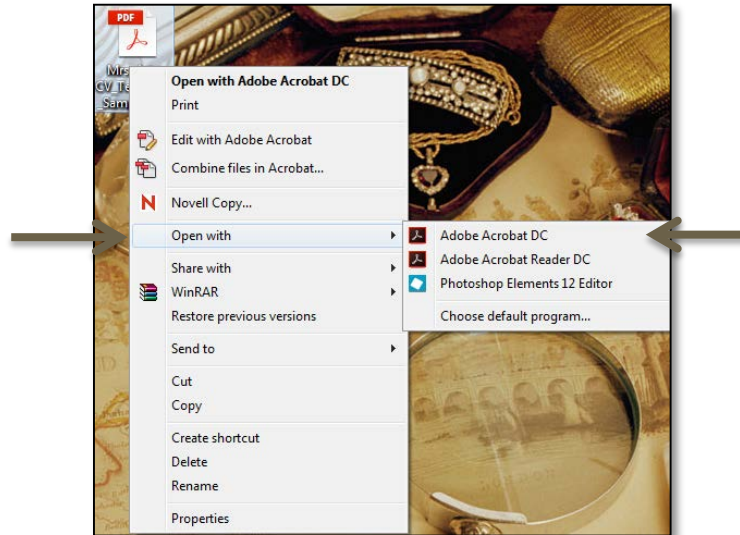 PDF
Open with Adobe Acrobat DC
Print
Edit with Adobe Acrobat
Combine files in Acrobat...
Novell Copy...
Open with
Share with
WinRAR
Restore previous versions
Send to
Cut
Copy
Create shortcut
Delete
Rename
Properties
Adobe Acrobat DC
Adobe Acrobat Reader DC
Photoshop Elements 12 Editor
Choose default program...